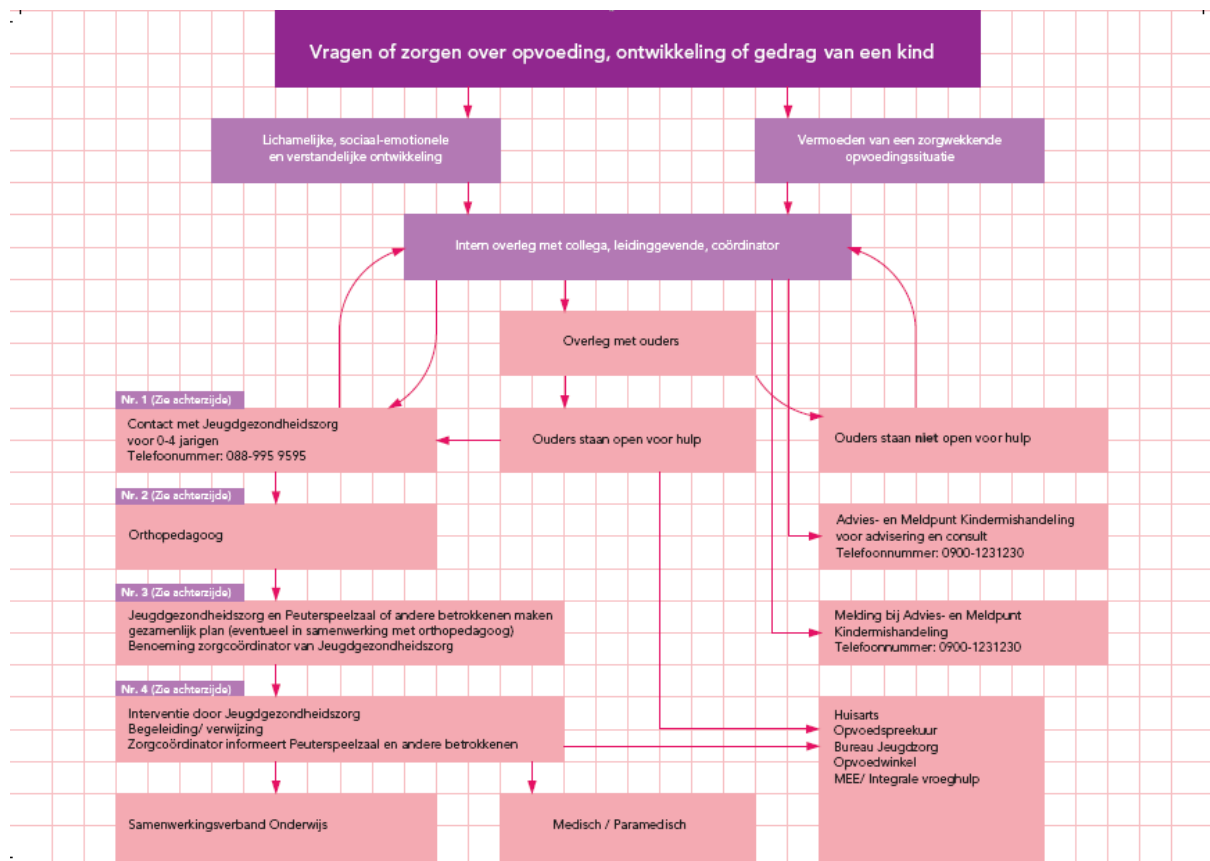 Vragen of zorgen over opvoeding, ontwikkeling of gedrag van een kind
Lichamelijke, sociaal-emotionele
en verstandelijke ontwikkeling
Vermoeden van een zorgwekkende
opvoedingssituatie
Intern overleg met collega, leidinggevende, coördinator
Overleg met ouders
Nr. 1 (Zie achterzijde)
Contact met Jeugdgezondheidszorg
voor 0-4 jarigen
Telefoonummer: 088-995 9595
Ouders staan open voor hulp
Ouders staan niet open voor hulp
Nr. 2 (Zie achterzijde)
Orthopedagoog
Advies- en Meldpunt Kindermishandeling
voor advisering en consult
Telefoonnummer: 0900-1231230
Nr. 3 (Zie achterzijde)
Jeugdgezondheidszorg en Peuterspeelzaal of andere betrokkenen maken
gezamenlijk plan (eventueel in samenwerking met orthopedagoog)
Benoeming zorgcoördinator van Jeugdgezondheidszorg
Melding bij Advies- en Meldpunt
Kindermishandeling
Telefoonnummer: 0900-1231230
Nr. 4 (Zie achterzijde)
Interventie door Jeugdgezondheidszorg
Begeleiding/ verwijzing
Zorgcoördinator informeert Peuterspeelzaal en andere betrokkenen
Huisarts
Opvoedspreekuur
Bureau Jeugdzorg
Opvoedwinkel
MEE/ Integrale vroeghulp
Samenwerkingsverband Onderwijs
Medisch / Paramedisch